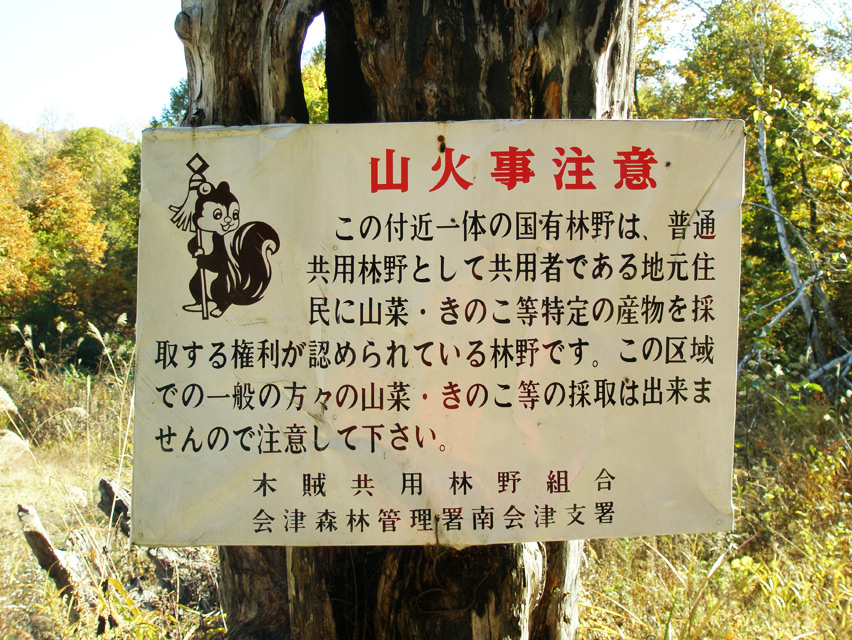 山火事注意
この付近一体の国有林野は、普通
共用林野として共用者である地元住
民に山菜・きのこ等特定の産物を採
取する権利が認められている林野です。この区域
での一般の方々の山菜・きのこ等の採取は出来ま
せんので注意して下さい。
木賊共用林野組合
会津森林管理署南会津支署